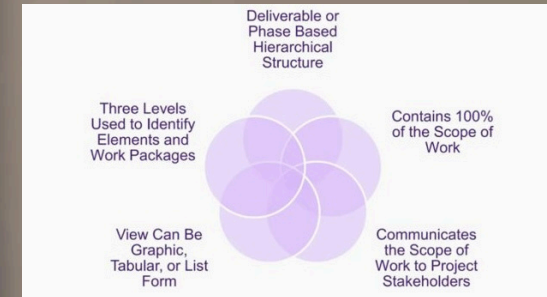 Deliverable or
Phase Based
Hierarchical
Structure
Contains 100%
of the Scope of
Work
Communicates
the Scope of
Work to Project
Stakeholders
View Can Be
Graphic,
Tabular, or List
Form
Three Levels
Used to Identify
Elements and
Work Packages